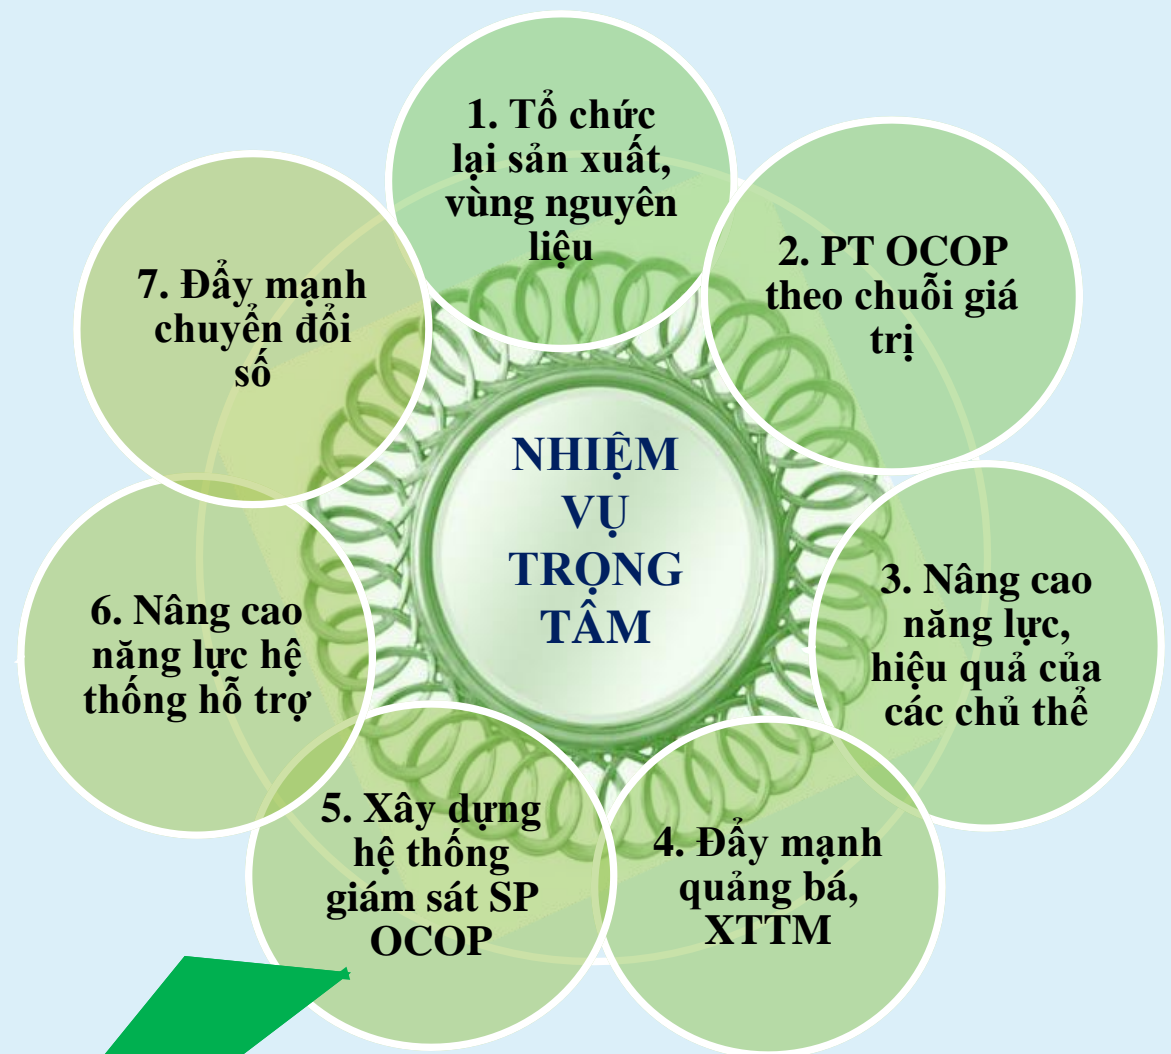 1. Tổ chức
lại sản xuất,
vùng nguyên
liệu
2. PT OCOP
theo chuỗi giá
trị
3. Nâng cao
năng lực,
hiệu quả của
các chủ thể
4. Đẩy mạnh
quảng bá,
XTTM
5. Xây dựng
hệ thống
giám sát SP
OCOP
6. Nâng cao
năng lực hệ
thống hỗ trợ
7. Đẩy mạnh
chuyển đổi
số
NHIỆM
VỤ
TRỌNG
TÂM